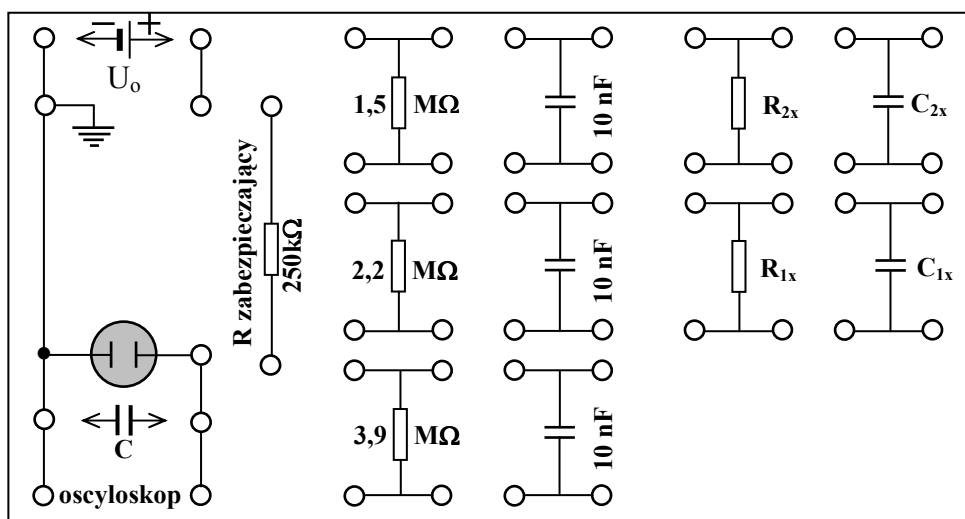 − +
Uₒ
R zabezpieczający
250kΩ
C
oscyloskop
1,5 MΩ
2,2 MΩ
3,9 MΩ
10 nF
10 nF
10 nF
R₂ₓ
R₁ₓ
C₂ₓ
C₁ₓ